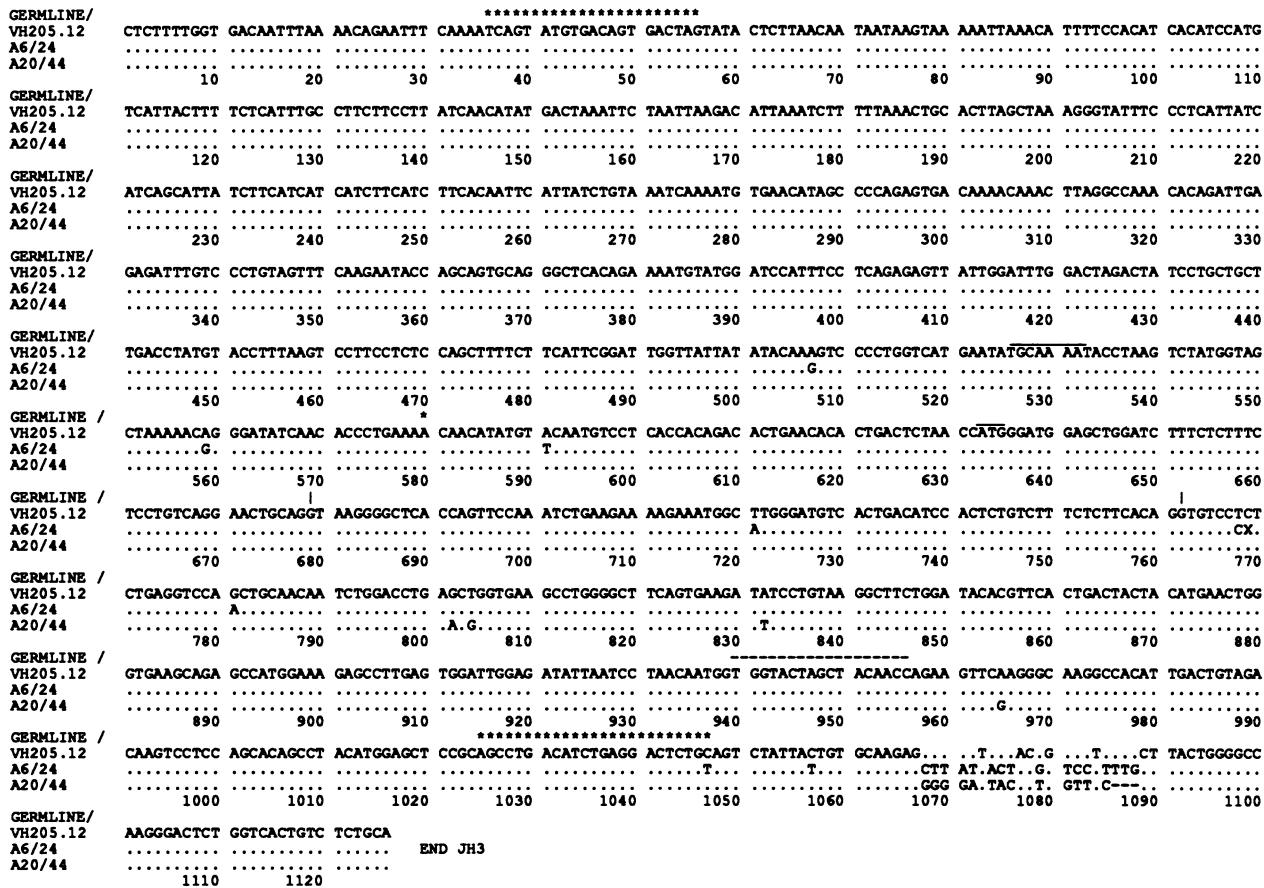 GERMLINE/ ***********************
VH205.12 CTCTTTTGGT GACAATTTAA AACAGAATTT CAAAATCAGT ATGTGACAGT GACTAGTATA CTCTTAACAA TAATAAGTAA AAATTAAACA TTTTCCACAT CACATCCATG
A6/24 .......... .......... .......... .......... .......... .......... .......... .......... .......... .......... ..........
A20/44 .......... .......... .......... .......... .......... .......... .......... .......... .......... .......... ..........
10 20 30 40 50 60 70 80 90 100 110
GERMLINE/
VH205.12 TCATTACTTT TCTCATTTGC CTTCTTCCTT ATCAACATAT GACTAAATTC TAATTAAGAC ATTAAATCTT TTTAAACTGC ACTTAGCTAA AGGGTATTTC CCTCATTATC
A6/24 .......... .......... .......... .......... .......... .......... .......... .......... .......... .......... ..........
A20/44 .......... .......... .......... .......... .......... .......... .......... .......... .......... .......... ..........
120 130 140 150 160 170 180 190 200 210 220
GERMLINE/
VH205.12 ATCAGCATTA TCTTCATCAT CATCTTCATC TTCACAATTC ATTATCTGTA AATCAAAATG TGAACATAGC CCCAGAGTGA CAAAACAAAC TTAGGCCAAA CACAGATTGA
A6/24 .......... .......... .......... .......... .......... .......... .......... .......... .......... .......... ..........
A20/44 .......... .......... .......... .......... .......... .......... .......... .......... .......... .......... ..........
230 240 250 260 270 280 290 300 310 320 330
GERMLINE/
VH205.12 GAGATTTGTC CCTGTAGTTT CAAGAATACC AGCAGTGCAG GGCTCACAGA AAATGTATGG ATCCATTTCC TCAGAGAGTT ATTGGATTTG GACTAGACTA TCCTGCTGCT
A6/24 .......... .......... .......... .......... .......... .......... .......... .......... .......... .......... ..........
A20/44 .......... .......... .......... .......... .......... .......... .......... .......... .......... .......... ..........
340 350 360 370 380 390 400 410 420 430 440
GERMLINE/
VH205.12 TGACCTATGT ACCTTTAAGT CCTTCCTCTC CAGCTTTTCT TCATTCGGAT TGGTTATTAT ATACAAAGTC CCCTGGTCAT GAATATGCAA AATACCTAAG TCTATGGTAG
A6/24 .......... .......... .......... .......... .......... .......... .......G.. .......... .......... .......... ..........
A20/44 .......... .......... .......... .......... .......... .......... .......... .......... .......... .......... ..........
450 460 470 480 490 500 510 520 530 540 550
GERMLINE / *
VH205.12 CTAAAAACAG GGATATCAAC ACCCTGAAAA CAACATATGT ACAATGTCCT CACCACAGAC ACTGAACACA CTGACTCTAA CCATGGGATG GAGCTGGATC TTTCTCTTTC
A6/24 .......G.. .......... .......... .......... T......... .......... .......... .......... .......... .......... ..........
A20/44 .......... .......... .......... .......... .......... .......... .......... .......... .......... .......... ..........
560 570 580 590 600 610 620 630 640 650 660
GERMLINE / | |
VH205.12 TCCTGTCAGG AACTGCAGGT AAGGGGCTCA CCAGTTCCAA ATCTGAAGAA AAGAAATGGC TTGGGATGTC ACTGACATCC ACTCTGTCTT TCTCTTCACA GGTGTCCTCT
A6/24 .......... .......... .......... .......... .......... .......... A......... .......... .......... .......... .......CX.
A20/44 .......... .......... .......... .......... .......... .......... .......... .......... .......... .......... ..........
670 680 690 700 710 720 730 740 750 760 770
GERMLINE /
VH205.12 CTGAGGTCCA GCTGCAACAA TCTGGACCTG AGCTGGTGAA GCCTGGGGCT TCAGTGAAGA TATCCTGTAA GGCTTCTGGA TACACGTTCA CTGACTACTA CATGAACTGG
A6/24 .......... A......... .......... .......... .......... .......... .......... .......... .......... .......... ..........
A20/44 .......... .......... .......... A.G....... .......... .......... .T........ .......... .......... .......... ..........
780 790 800 810 820 830 840 850 860 870 880
GERMLINE / ------------------
VH205.12 GTGAAGCAGA GCCATGGAAA GAGCCTTGAG TGGATTGGAG ATATTAATCC TAACAATGGT GGTACTAGCT ACAACCAGAA GTTCAAGGGC AAGGCCACAT TGACTGTAGA
A6/24 .......... .......... .......... .......... .......... .......... .......... .......... .......... .......... ..........
A20/44 .......... .......... .......... .......... .......... .......... .......... .......... ....G..... .......... ..........
890 900 910 920 930 940 950 960 970 980 990
GERMLINE / ***********************
VH205.12 CAAGTCCTCC AGCACAGCCT ACATGGAGCT CCGCAGCCTG ACATCTGAGG ACTCTGCAGT CTATTACTGT GCAAGAG... ..T...AC.G ...T....CTT TACTGGGGCC
A6/24 .......... .......... .......... .......... .......... .......T.. .......T.. .......CTT AT.ACT..G. TCC.TTTG.. ..........
A20/44 .......... .......... .......... .......... .......... .......... .......... .......GGG GA.TAC..T. GTT.C---.. ..........
1000 1010 1020 1030 1040 1050 1060 1070 1080 1090 1100
GERMLINE/
VH205.12 AAGGGACTCT GGTCACTGTC TCTGCA
A6/24 .......... .......... ...... END JH3
A20/44 .......... .......... ......
1110 1120